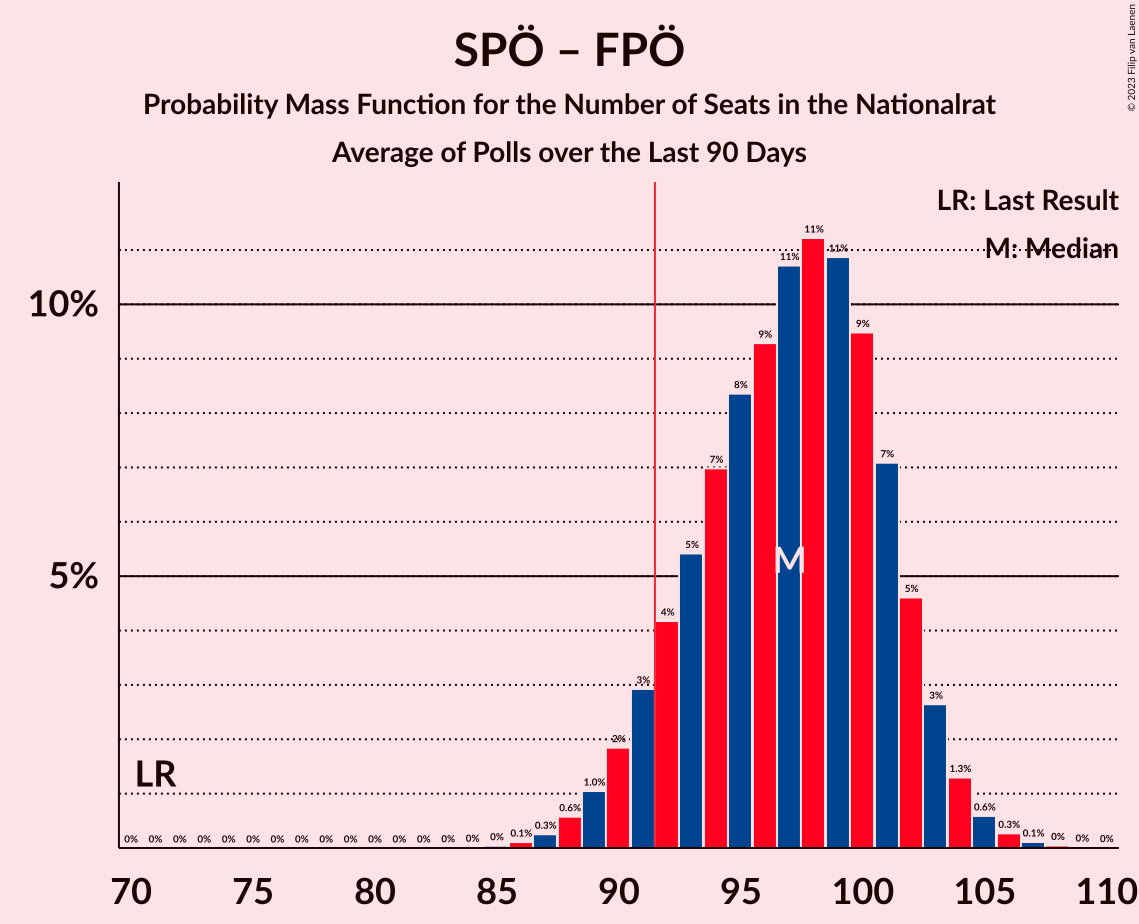 © 2023 Filip van Laenen
SPÖ – FPÖ
Probability Mass Function for the Number of Seats in the Nationalrat
Average of Polls over the Last 90 Days
LR: Last Result
M: Median
10%
5%
LR
M
0% 0% 0% 0% 0% 0% 0% 0% 0% 0% 0% 0% 0% 0% 0% 0% 0.1% 0.3% 0.6% 1.0% 2% 3% 4% 5% 7% 8% 9% 11% 11% 11% 9% 7% 5% 3% 1.3% 0.6% 0.3% 0.1% 0% 0% 0%
70 75 80 85 90 95 100 105 110